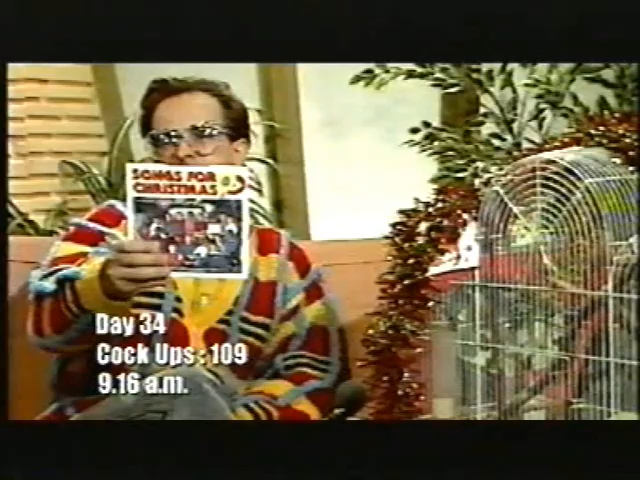 SONGS FOR
CHRISTMAS
Day 34
Cock Ups : 109
9.16 a.m.